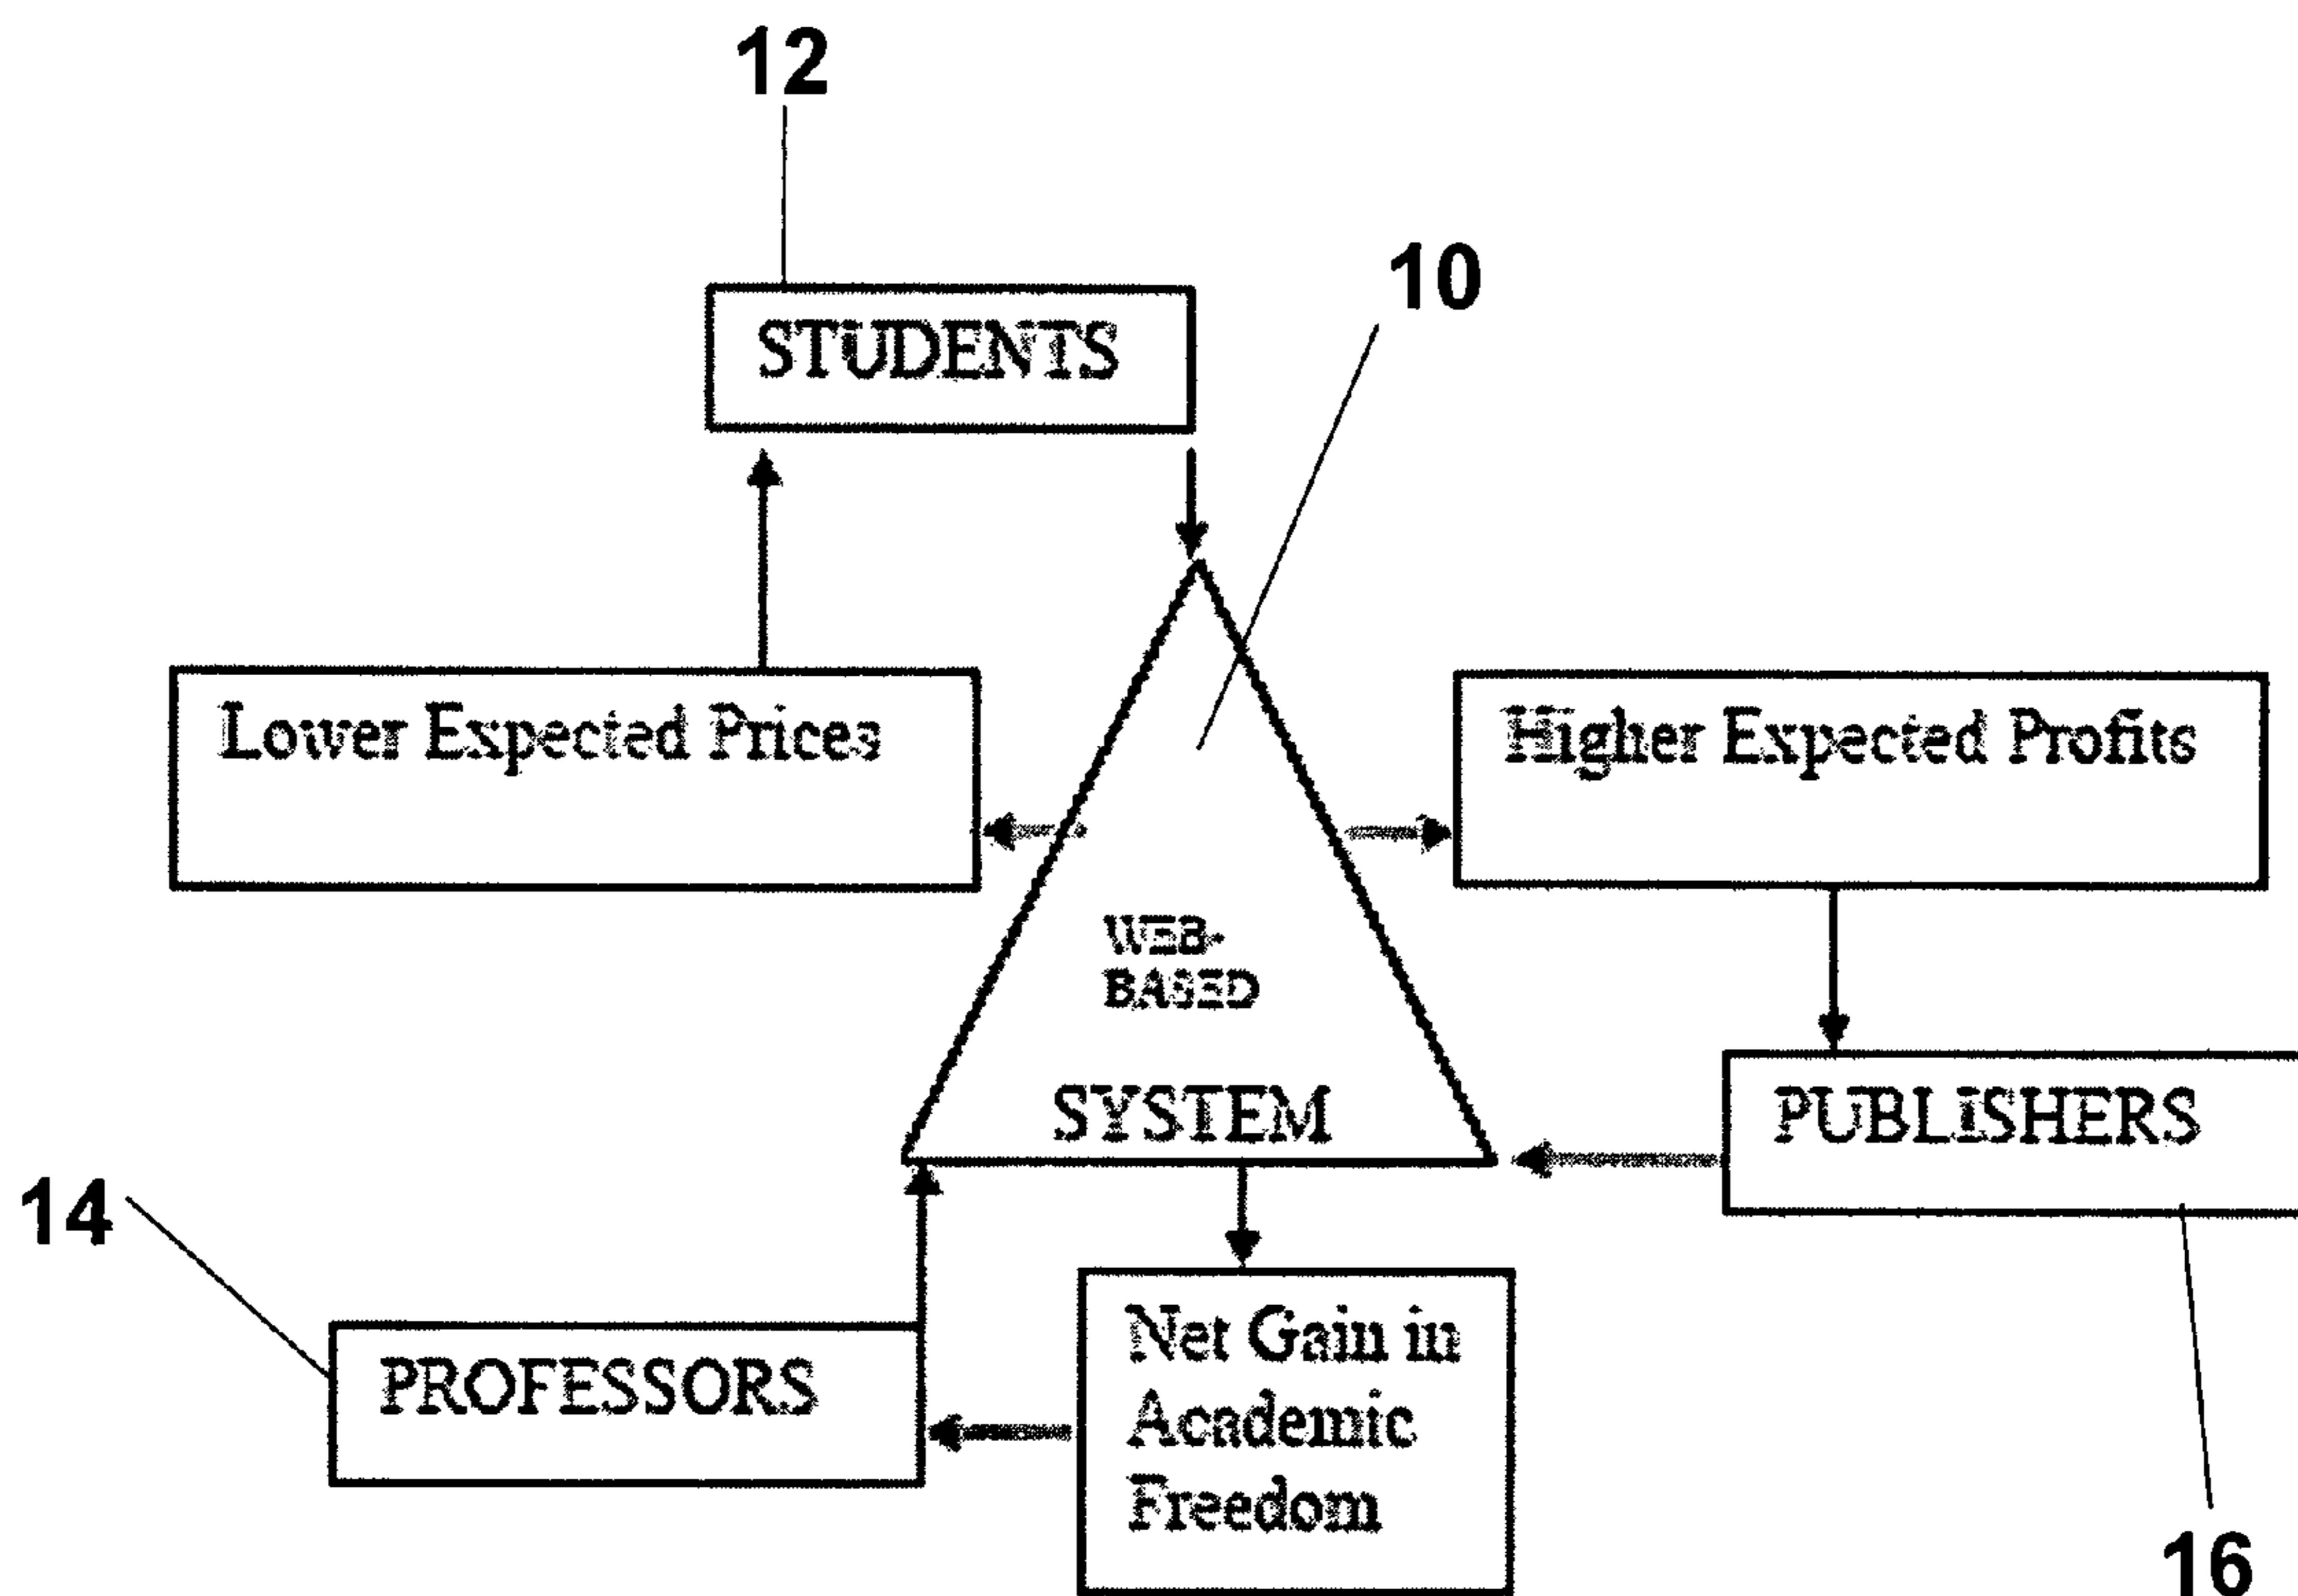 12
10
STUDENTS
Lower Expected Prices
Higher Expected Profits
WEB-
BASED
SYSTEM
PUBLISHERS
14
PROFESSORS
Net Gain in
Academic
Freedom
16